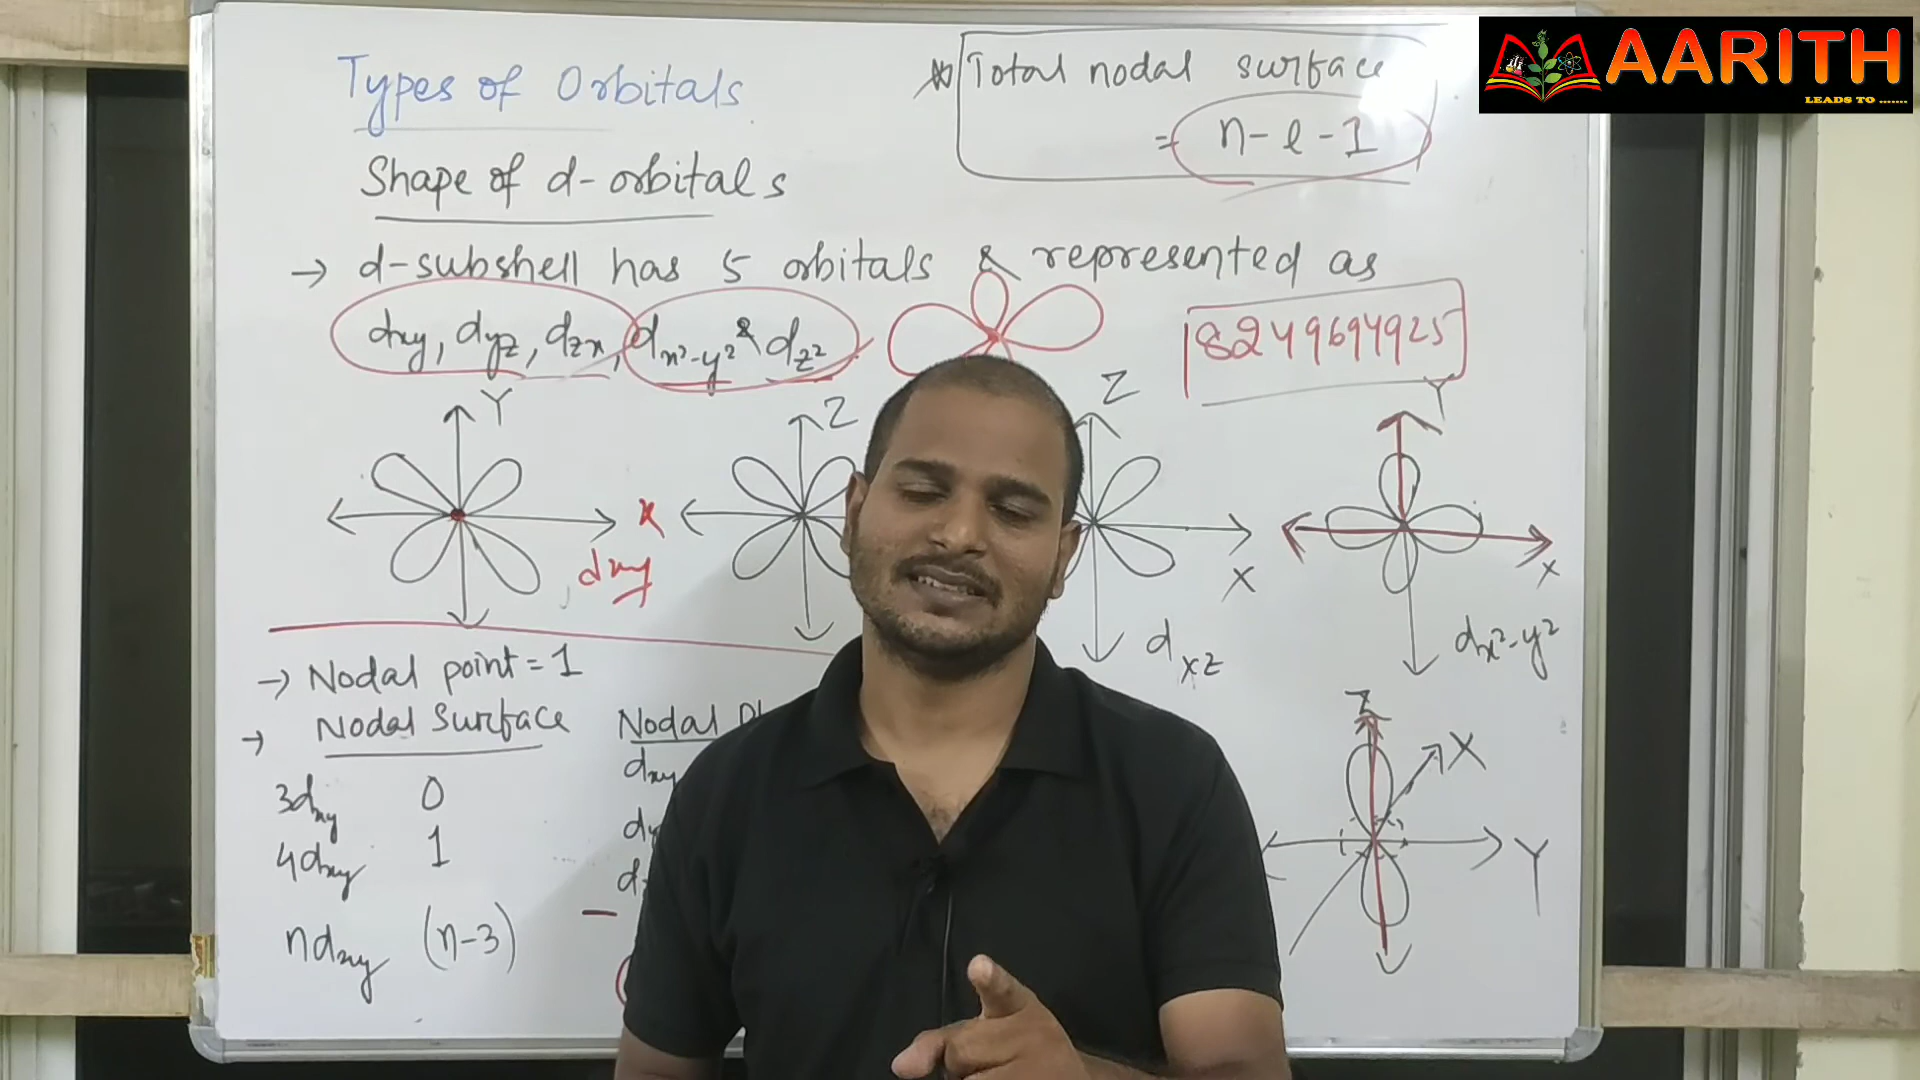 AARITH
LEADS TO .......
Types of Orbitals
Total nodal surface
= n-l-1
Shape of d-orbitals
→ d-subshell has 5 orbitals & represented as
dxy, dyz, dzx, dx²-y² & dz²
8249694925
Y
Z
Z
Y
x
X
x
dxy
dxz
dx²-y²
→ Nodal point = 1
→ Nodal Surface
Nodal
3dxy 0
4dxy 1
ndxy (n-3)
dxy
Z
X
Y